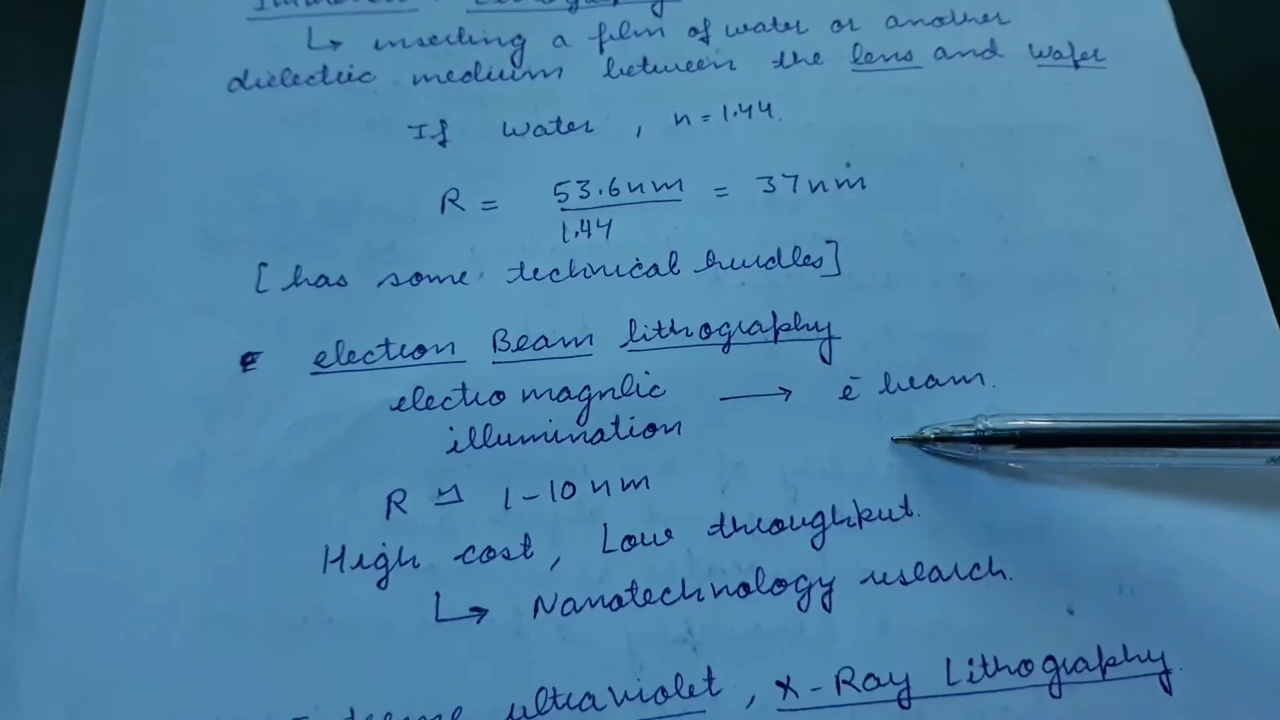 Lithography
↳ inserting a film of water or another
dielectric medium between the lens and wafer
If water , n = 1.44.
R = 53.6nm / 1.44 = 37nm
[ has some technical hurdles]
electron Beam lithography
electromagnetic → ē beam.
illumination
R ≃ 1-10nm
High cost, Low throughput.
↳ Nanotechnology research.
ultraviolet , X-Ray Lithography.